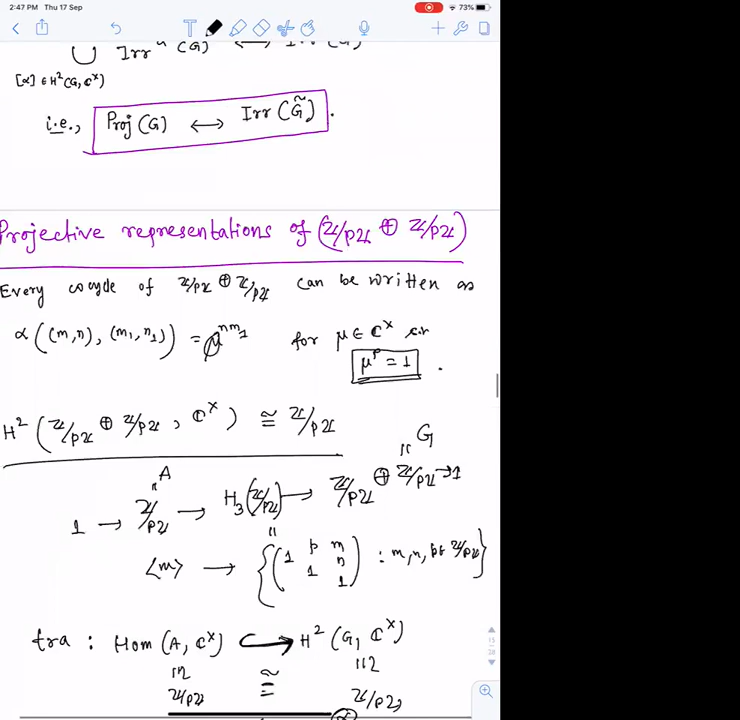 2:47 PM Thu 17 Sep
73%
⋃ Irr^α(G) ⟷ Irr(G)
[α] ∈ H²(G, ℂ^×)
i.e., Proj(G) ⟷ Irr(G̃).
Projective representations of (ℤ/pℤ ⊕ ℤ/pℤ)
Every cocycle of ℤ/pℤ ⊕ ℤ/pℤ can be written as
α((m,n), (m₁,n₁)) = μ^{nm₁} for μ ∈ ℂ^×
μ^p = 1.
H²(ℤ/pℤ ⊕ ℤ/pℤ, ℂ^×) ≅ ℤ/pℤ
G
A
1 → ℤ/pℤ → H₃(ℤ/pℤ) → ℤ/pℤ ⊕ ℤ/pℤ → 1
⟨m⟩ → {(1 p m
n : m, n, p ∈ ℤ/pℤ}
1
1)
tra : Hom(A, ℂ^×) ↪ H²(G, ℂ^×)
≅
ℤ/pℤ ℤ/pℤ